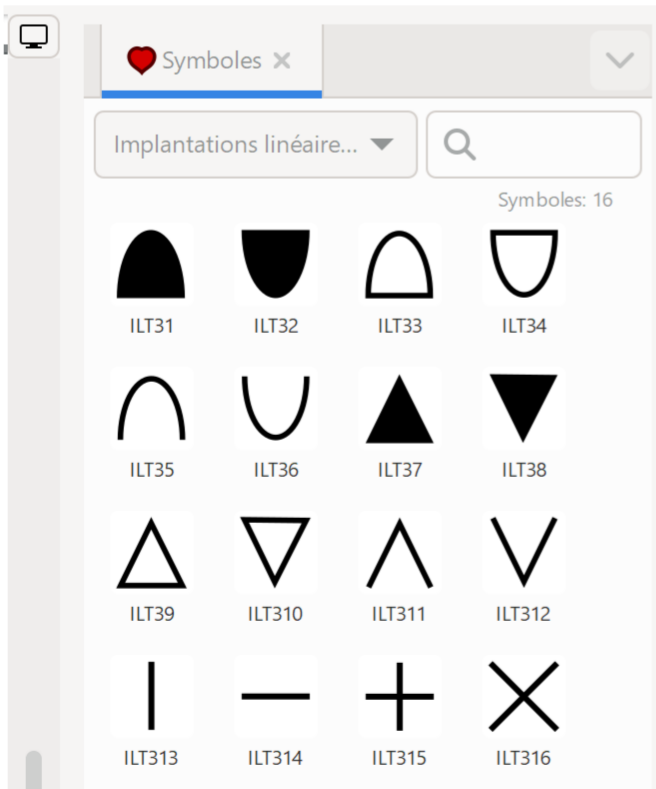 Symboles
Implantations linéaire...
Symboles: 16
ILT31 ILT32 ILT33 ILT34
ILT35 ILT36 ILT37 ILT38
ILT39 ILT310 ILT311 ILT312
ILT313 ILT314 ILT315 ILT316